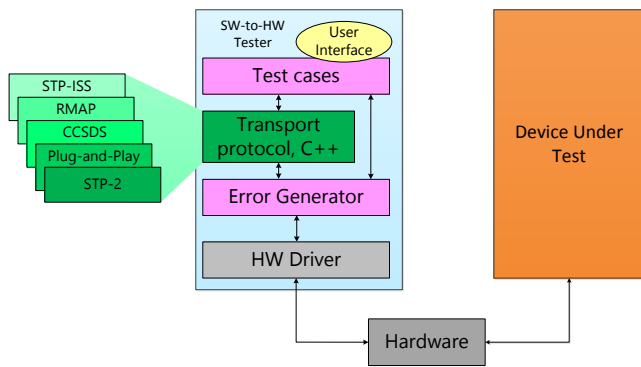 SW-to-HW
Tester
User
Interface
Test cases
STP-ISS
RMAP
CCSDS
Plug-and-Play
STP-2
Transport
protocol, C++
Error Generator
HW Driver
Device Under
Test
Hardware